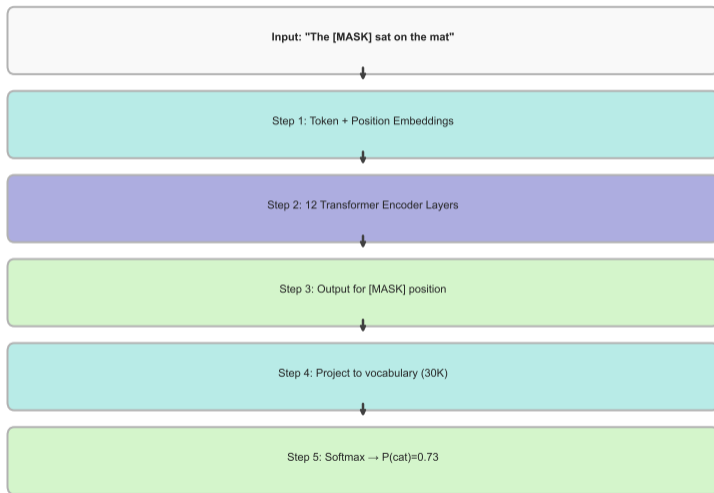 Input: "The [MASK] sat on the mat"
Step 1: Token + Position Embeddings
Step 2: 12 Transformer Encoder Layers
Step 3: Output for [MASK] position
Step 4: Project to vocabulary (30K)
Step 5: Softmax → P(cat)=0.73